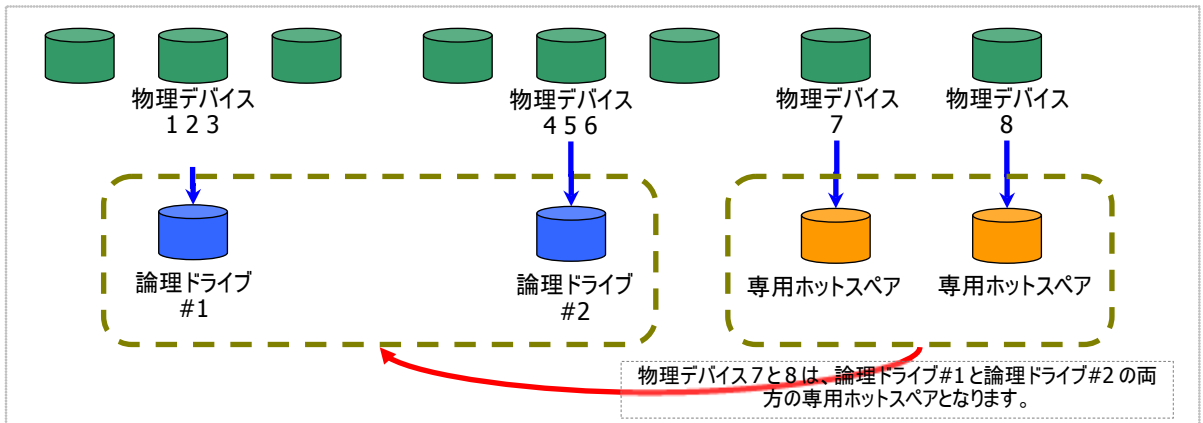 物理デバイス
1 2 3
物理デバイス
4 5 6
物理デバイス
7
物理デバイス
8
論理ドライブ
#1
論理ドライブ
#2
専用ホットスペア
専用ホットスペア
物理デバイス7と8は、論理ドライブ#1と論理ドライブ#2の両
方の専用ホットスペアとなります。